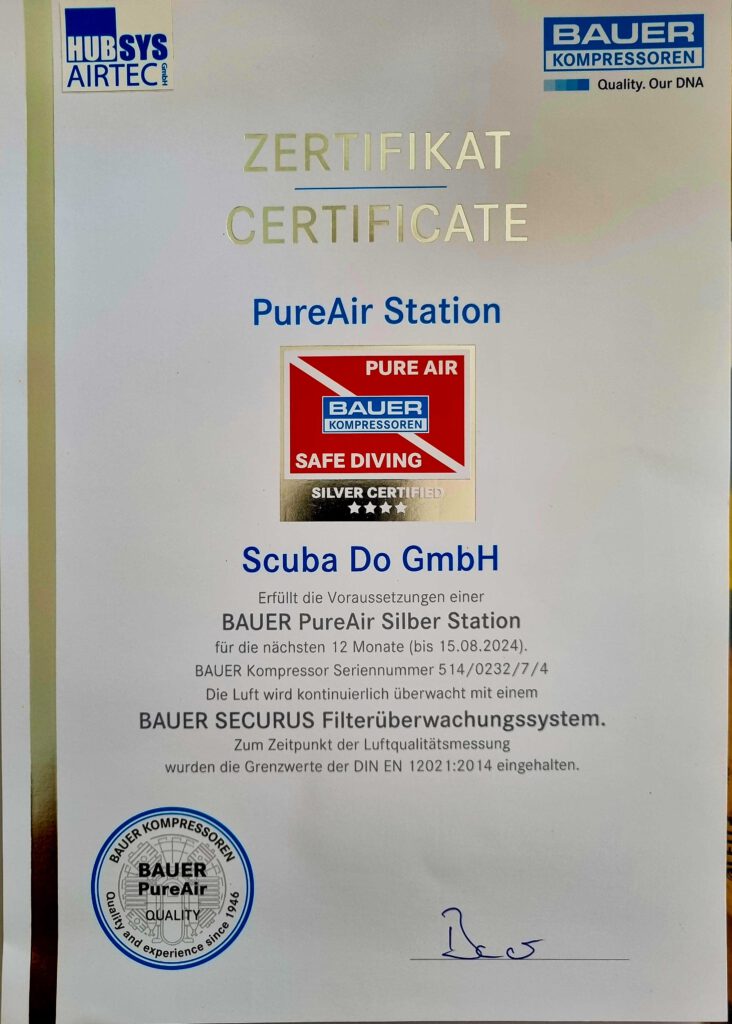 HUBSYS
AIRTEC GmbH
BAUER
KOMPRESSOREN
Quality. Our DNA
ZERTIFIKAT
CERTIFICATE
PureAir Station
PURE AIR
BAUER
KOMPRESSOREN
SAFE DIVING
SILVER CERTIFIED
Scuba Do GmbH
Erfüllt die Voraussetzungen einer
BAUER PureAir Silber Station
für die nächsten 12 Monate (bis 15.08.2024).
BAUER Kompressor Seriennummer 514/0232/7/4
Die Luft wird kontinuierlich überwacht mit einem
BAUER SECURUS Filterüberwachungssystem.
Zum Zeitpunkt der Luftqualitätsmessung
wurden die Grenzwerte der DIN EN 12021:2014 eingehalten.
BAUER KOMPRESSOREN
BAUER
PureAir
QUALITY
Quality and experience since 1946